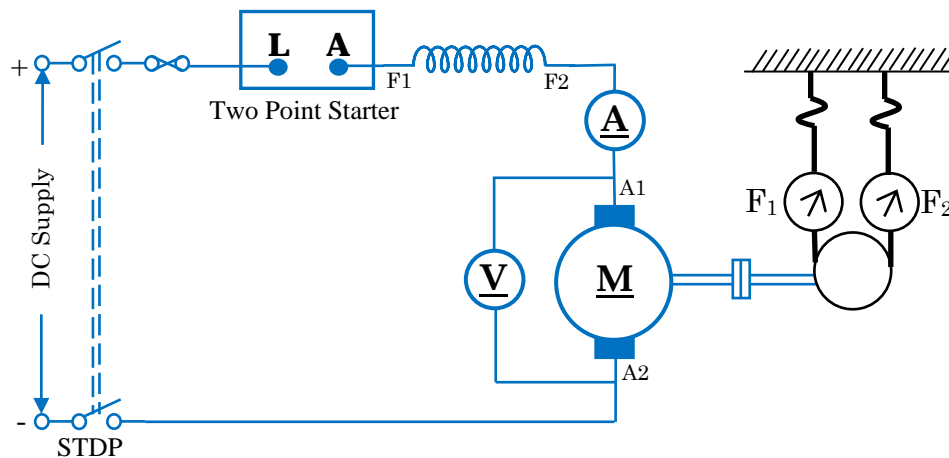 +
L A
F1
F2
Two Point Starter
A
A1
F1
F2
DC Supply
V
M
A2
-
STDP